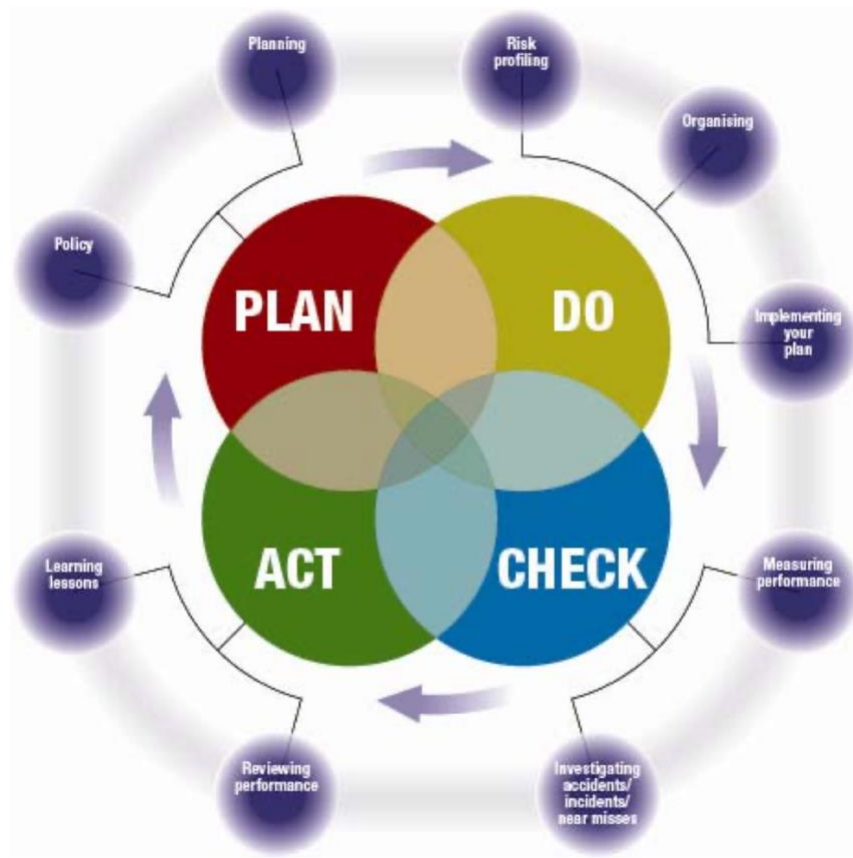 Planning
Risk
profiling
Organising
Policy
PLAN
DO
Implementing
your
plan
ACT
CHECK
Learning
lessons
Measuring
performance
Reviewing
performance
Investigating
accidents/
incidents/
near misses